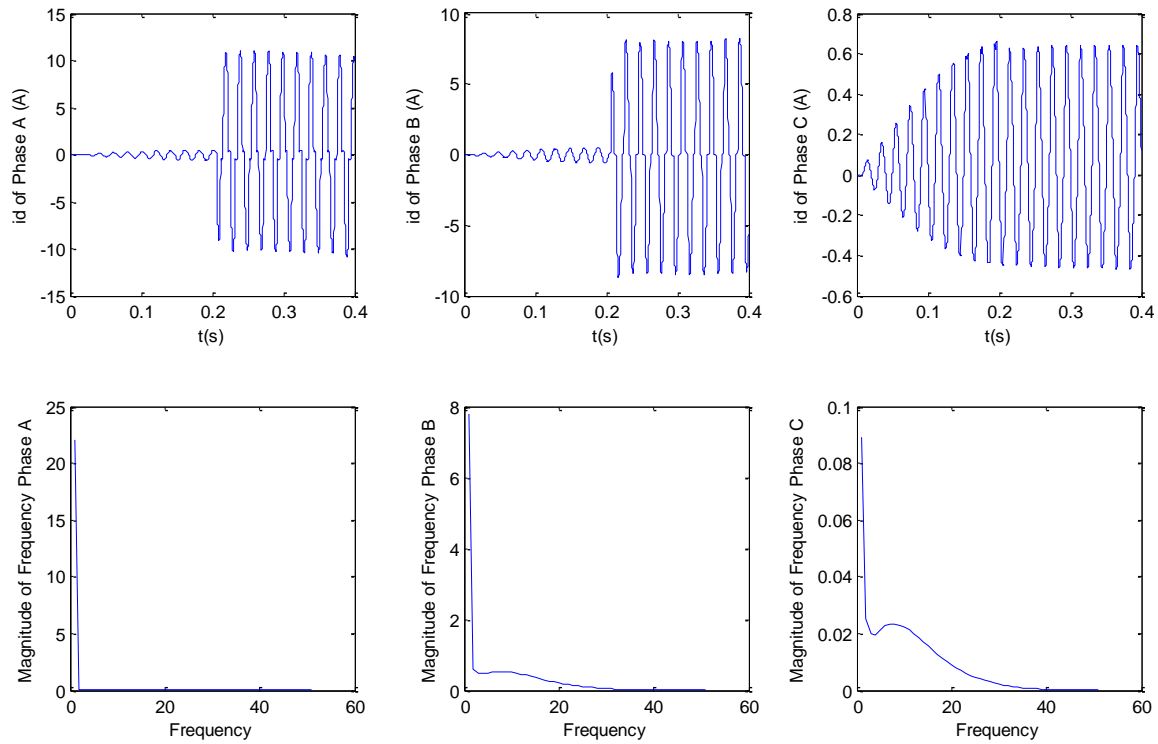 15
10
5
0
-5
-10
-15
0 0.1 0.2 0.3 0.4
id of Phase A (A)
t(s)
10
5
0
-5
-10
0 0.1 0.2 0.3 0.4
id of Phase B (A)
t(s)
0.8
0.6
0.4
0.2
0
-0.2
-0.4
-0.6
0 0.1 0.2 0.3 0.4
id of Phase C (A)
t(s)
25
20
15
10
5
0
0 20 40 60
Magnitude of Frequency Phase A
Frequency
8
6
4
2
0
0 20 40 60
Magnitude of Frequency Phase B
Frequency
0.1
0.08
0.06
0.04
0.02
0
0 20 40 60
Magnitude of Frequency Phase C
Frequency